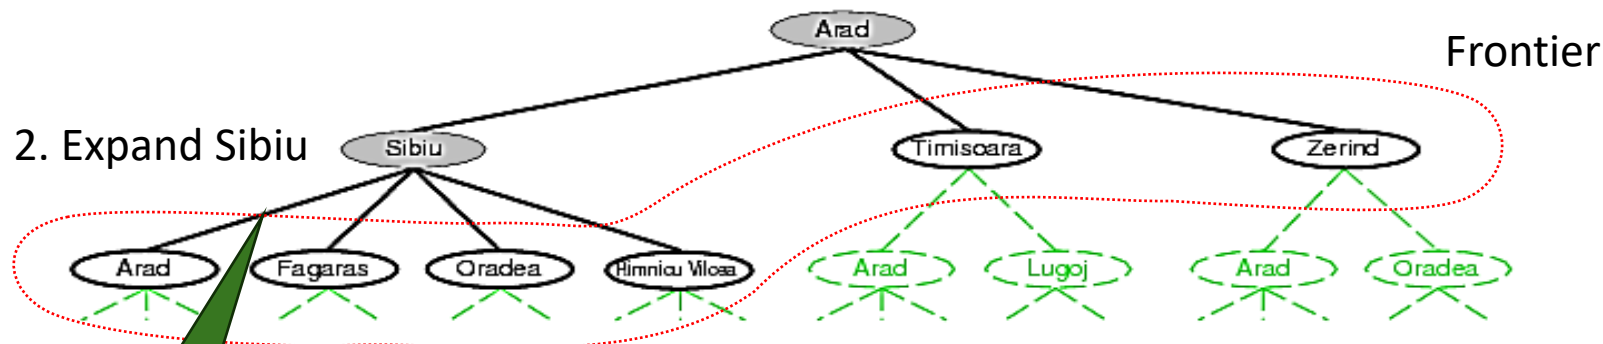 Arad
Frontier
2. Expand Sibiu
Sibiu
Timisoara
Zerind
Arad
Fagaras
Oradea
Rimnicu Vilcea
Arad
Lugoj
Arad
Oradea